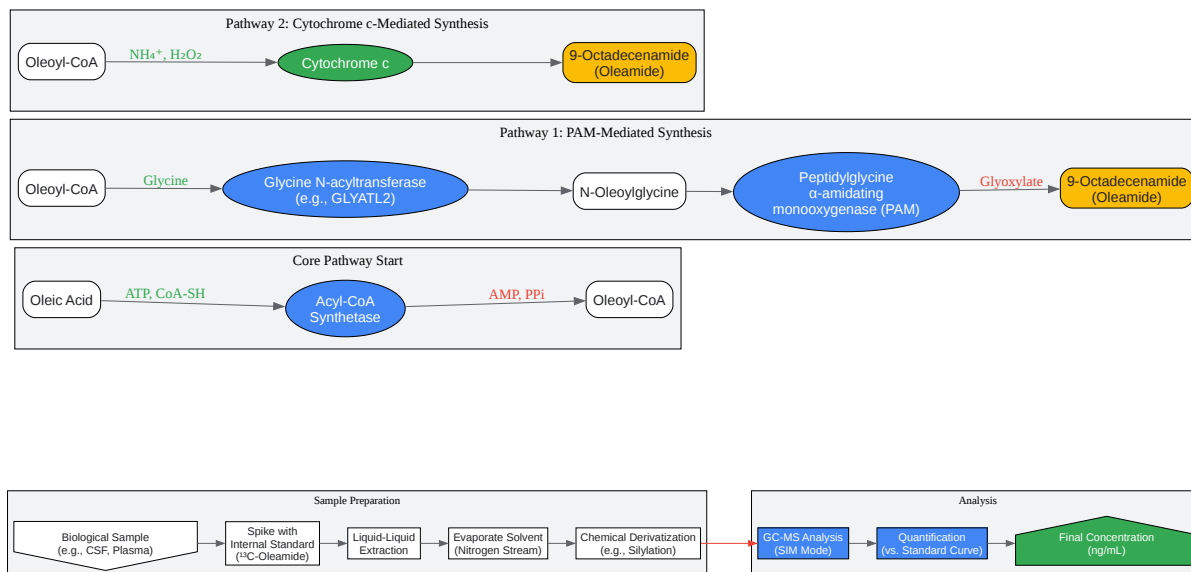 Pathway 2: Cytochrome c-Mediated Synthesis
Oleoyl-CoA
NH₄⁺, H₂O₂
Cytochrome c
9-Octadecenamide
(Oleamide)
Pathway 1: PAM-Mediated Synthesis
Oleoyl-CoA
Glycine
Glycine N-acyltransferase
(e.g., GLYATL2)
N-Oleoylglycine
Peptidylglycine
α-amidating
monooxygenase (PAM)
Glyoxylate
9-Octadecenamide
(Oleamide)
Core Pathway Start
Oleic Acid
ATP, CoA-SH
Acyl-CoA
Synthetase
AMP, PPi
Oleoyl-CoA
Sample Preparation
Biological Sample
(e.g., CSF, Plasma)
Spike with
Internal Standard
(¹³C-Oleamide)
Liquid-Liquid
Extraction
Evaporate Solvent
(Nitrogen Stream)
Chemical Derivatization
(e.g., Silylation)
Analysis
GC-MS Analysis
(SIM Mode)
Quantification
(vs. Standard Curve)
Final Concentration
(ng/mL)